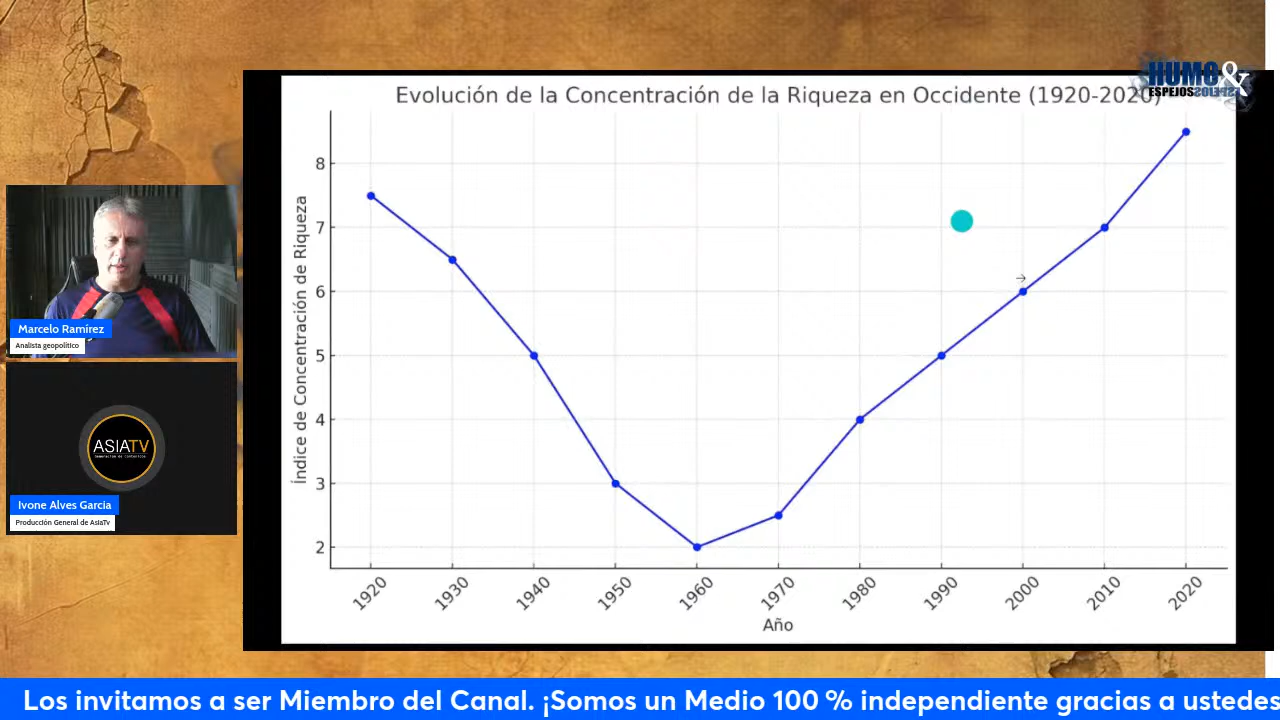 HUMO&
ESPEJOS
Evolución de la Concentración de la Riqueza en Occidente (1920-2020)
Índice de Concentración de Riqueza
8
7
6
5
4
3
2
1920
1930
1940
1950
1960
1970
1980
1990
2000
2010
2020
Año
Marcelo Ramírez
Analista geopolítico
ASIATV
Ivone Alves Garcia
Producción General de AsiaTv
Los invitamos a ser Miembro del Canal. ¡Somos un Medio 100 % independiente gracias a ustedes